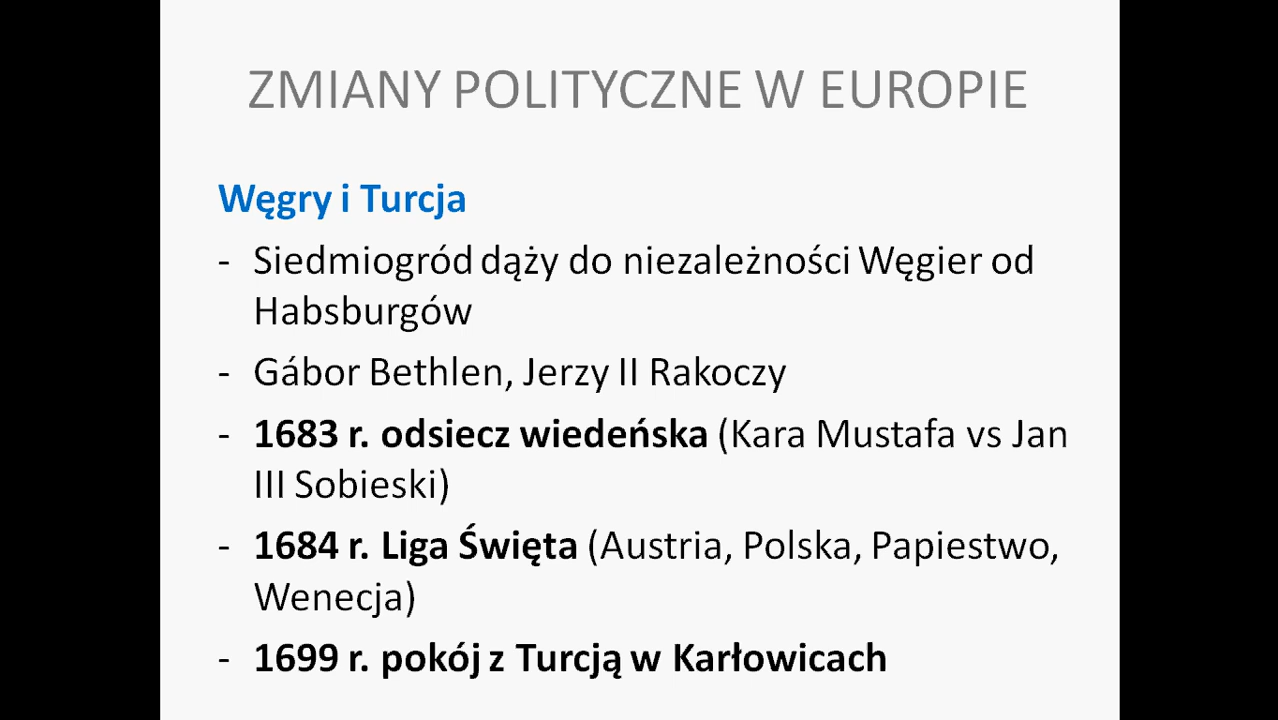 ZMIANY POLITYCZNE W EUROPIE
Węgry i Turcja
- Siedmiogród dąży do niezależności Węgier od
Habsburgów
- Gábor Bethlen, Jerzy II Rakoczy
- 1683 r. odsiecz wiedeńska (Kara Mustafa vs Jan
III Sobieski)
- 1684 r. Liga Święta (Austria, Polska, Papiestwo,
Wenecja)
- 1699 r. pokój z Turcją w Karłowicach